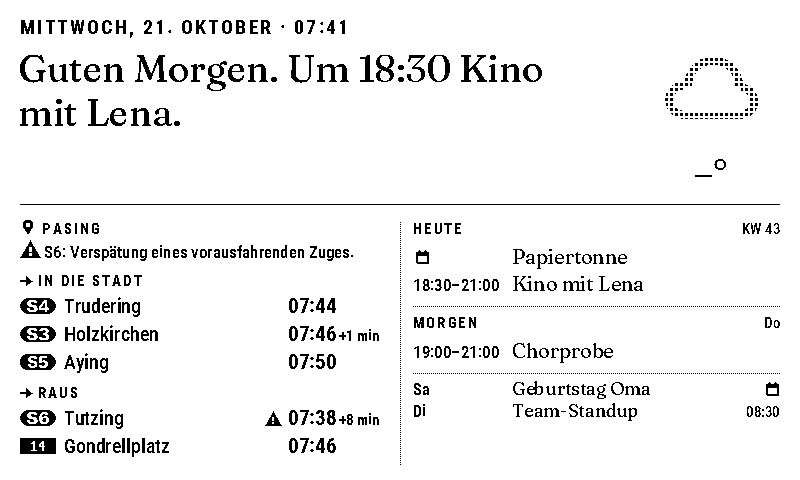 MITTWOCH, 21. OKTOBER · 07:41
Guten Morgen. Um 18:30 Kino
mit Lena.
_°
PASING
S6: Verspätung eines vorausfahrenden Zuges.
→ IN DIE STADT
S4 Trudering 07:44
S3 Holzkirchen 07:46 +1 min
S5 Aying 07:50
→ RAUS
S6 Tutzing 07:38 +8 min
14 Gondrellplatz 07:46
HEUTE KW 43
Papiertonne
18:30–21:00 Kino mit Lena
MORGEN Do
19:00–21:00 Chorprobe
Sa Geburtstag Oma
Di Team-Standup 08:30